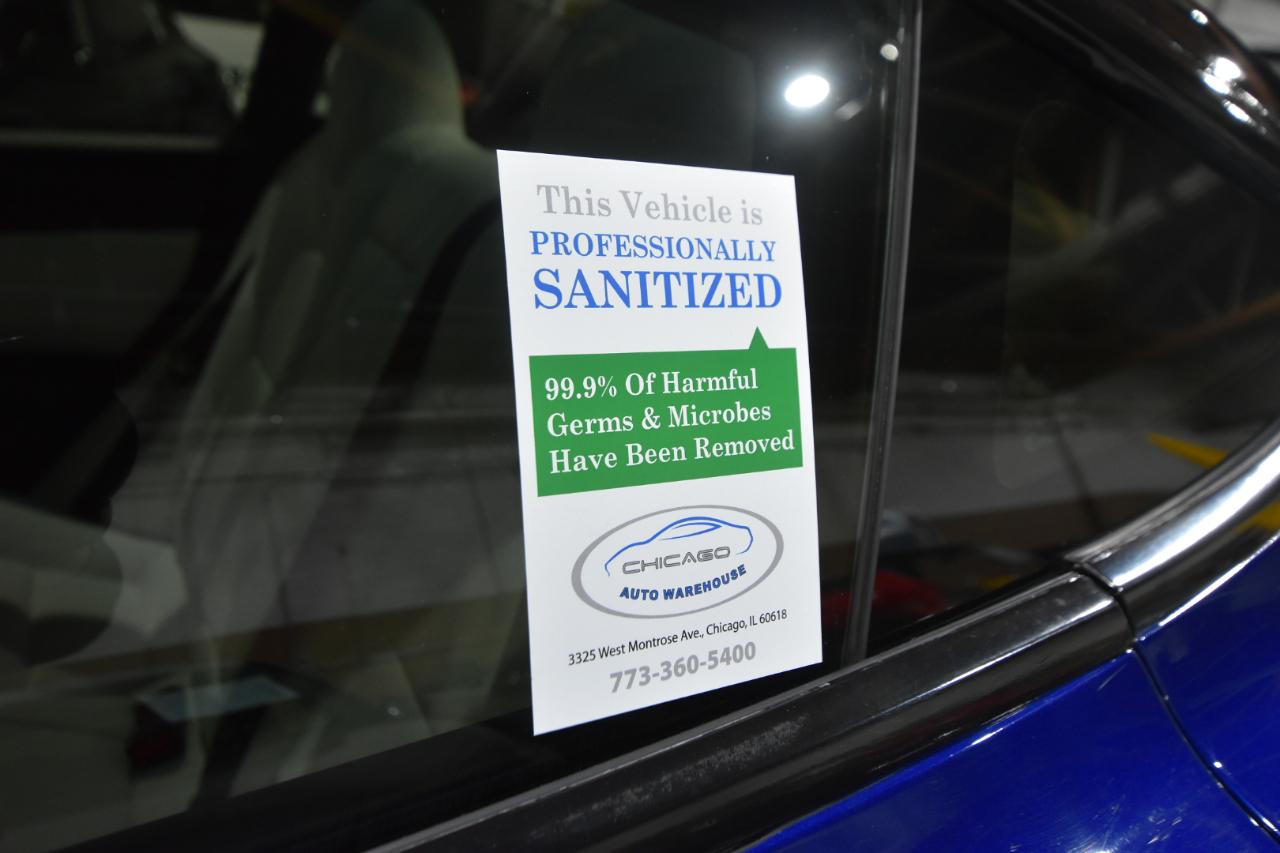 This Vehicle is
PROFESSIONALLY
SANITIZED
99.9% Of Harmful
Germs & Microbes
Have Been Removed
CHICAGO
AUTO WAREHOUSE
3325 West Montrose Ave., Chicago, IL 60618
773-360-5400